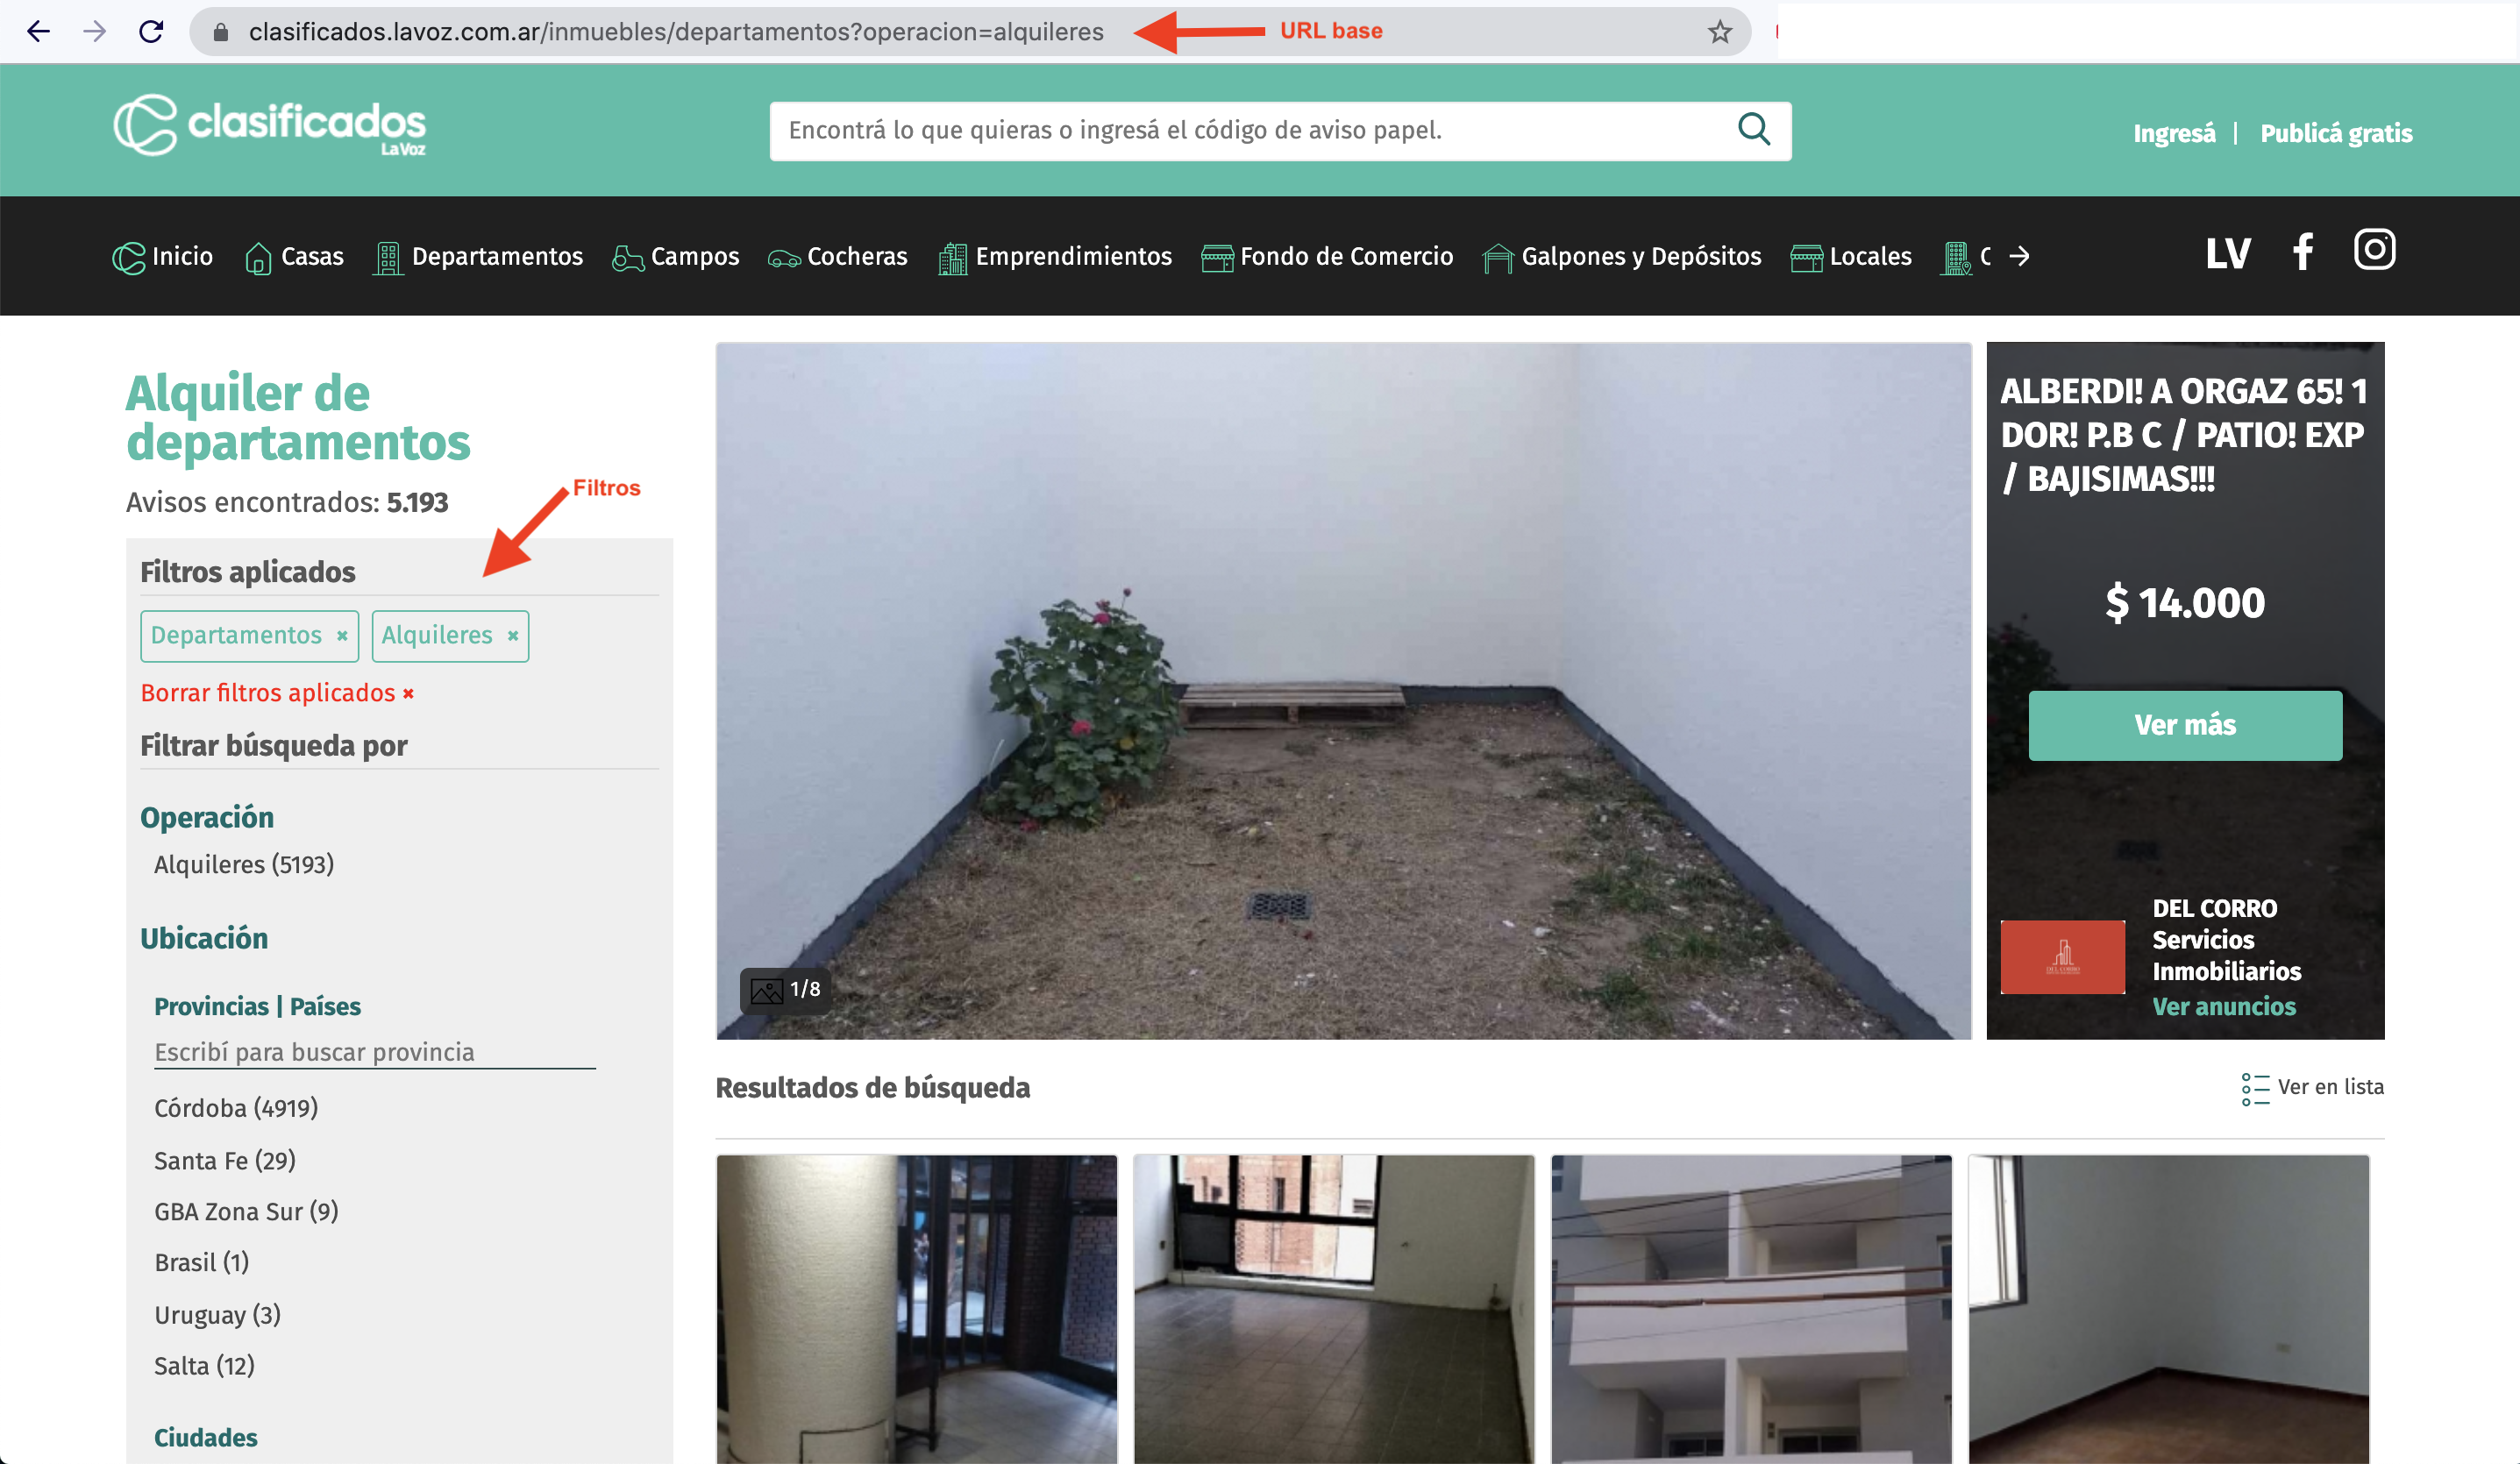 clasificados.lavoz.com.ar/inmuebles/departamentos?operacion=alquileres
URL base
clasificados
LaVoz
Encontrá lo que quieras o ingresá el código de aviso papel.
Ingresá | Publicá gratis
Inicio Casas Departamentos Campos Cocheras Emprendimientos Fondo de Comercio Galpones y Depósitos Locales C
LV
Alquiler de
departamentos
Avisos encontrados: 5.193
Filtros
Filtros aplicados
Departamentos × Alquileres ×
Borrar filtros aplicados ×
Filtrar búsqueda por
Operación
Alquileres (5193)
Ubicación
Provincias | Países
Escribí para buscar provincia
Córdoba (4919)
Santa Fe (29)
GBA Zona Sur (9)
Brasil (1)
Uruguay (3)
Salta (12)
Ciudades
1/8
ALBERDI! A ORGAZ 65! 1
DOR! P.B C / PATIO! EXP
/ BAJISIMAS!!!
$ 14.000
Ver más
DEL CORRO
DEL CORRO
Servicios
Inmobiliarios
Ver anuncios
Resultados de búsqueda
Ver en lista